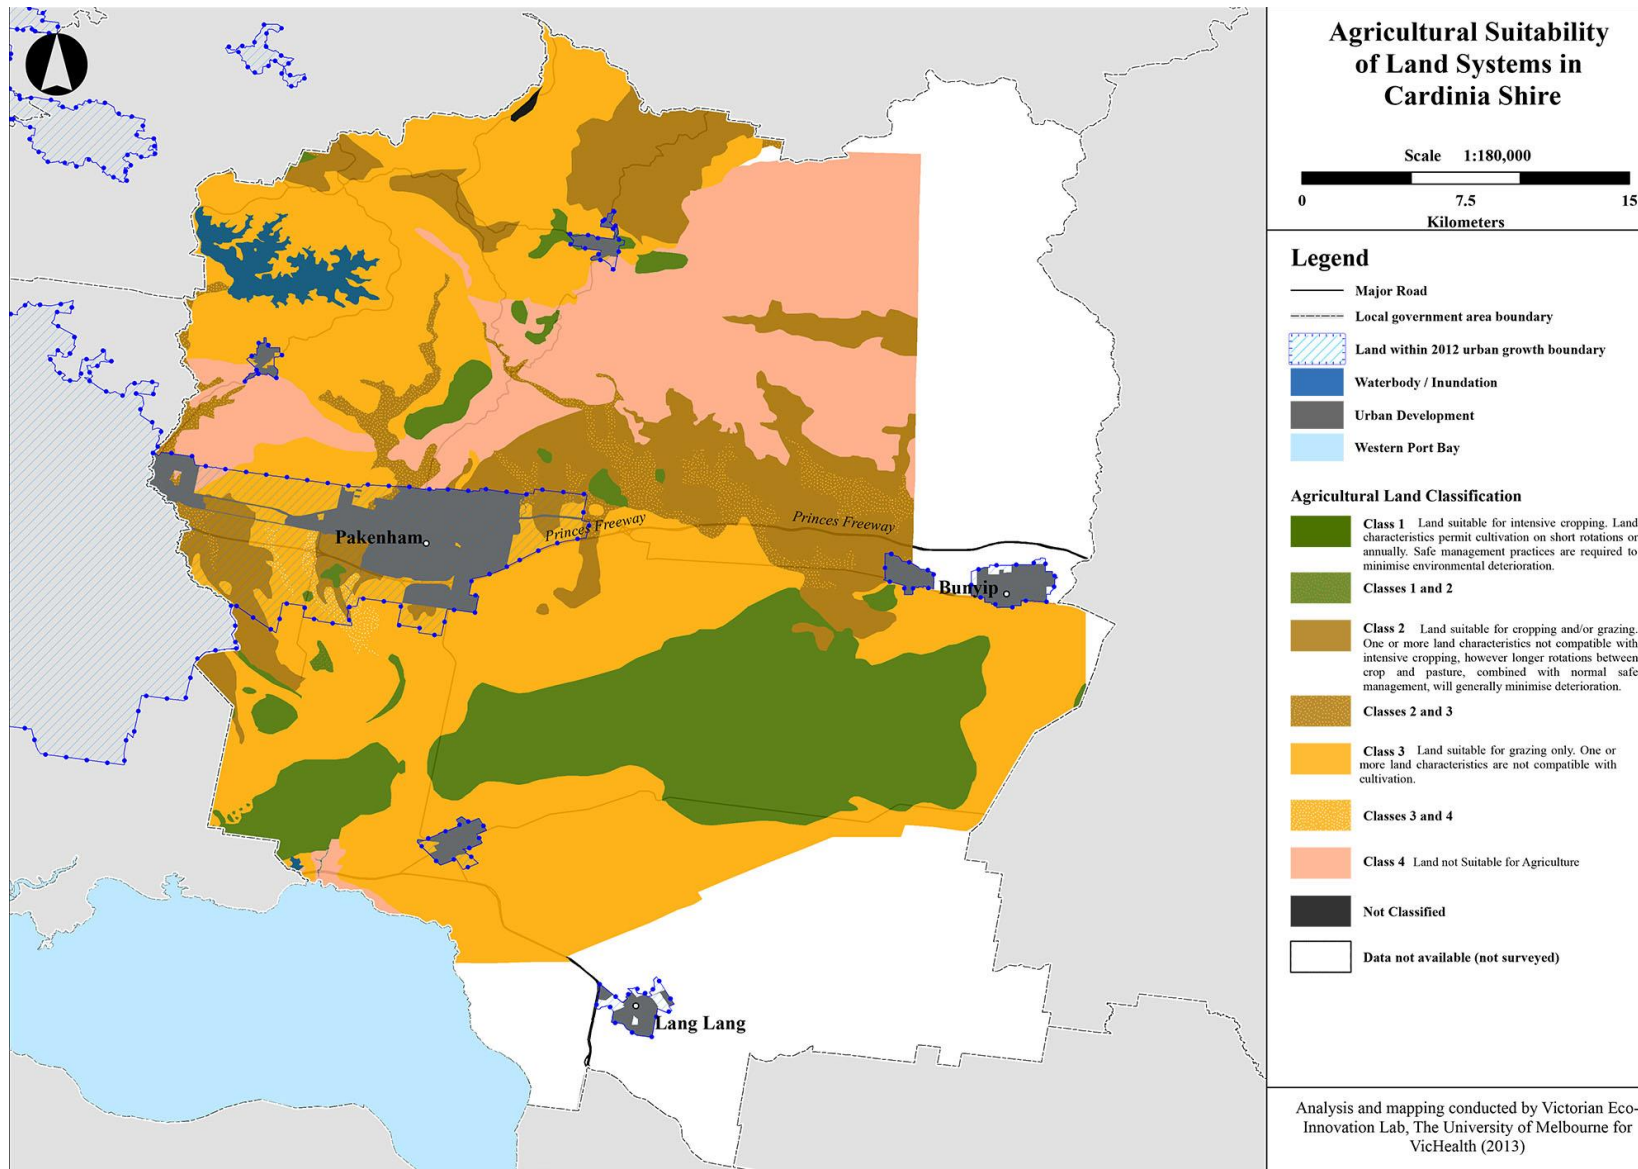 Agricultural Suitability
of Land Systems in
Cardinia Shire
Scale 1:180,000
0 7.5 15
Kilometers
Legend
Major Road
Local government area boundary
Land within 2012 urban growth boundary
Waterbody / Inundation
Urban Development
Western Port Bay
Agricultural Land Classification
Class 1 Land suitable for intensive cropping. Land
characteristics permit cultivation on short rotations or
annually. Safe management practices are required to
minimise environmental deterioration.
Classes 1 and 2
Class 2 Land suitable for cropping and/or grazing.
One or more land characteristics not compatible with
intensive cropping, however longer rotations between
crop and pasture, combined with normal safe
management, will generally minimise deterioration.
Classes 2 and 3
Class 3 Land suitable for grazing only. One or
more land characteristics are not compatible with
cultivation.
Classes 3 and 4
Class 4 Land not Suitable for Agriculture
Not Classified
Data not available (not surveyed)
Analysis and mapping conducted by Victorian Eco-
Innovation Lab, The University of Melbourne for
VicHealth (2013)
Princes Freeway
Princes Freeway
Pakenham
Bunyip
Lang Lang